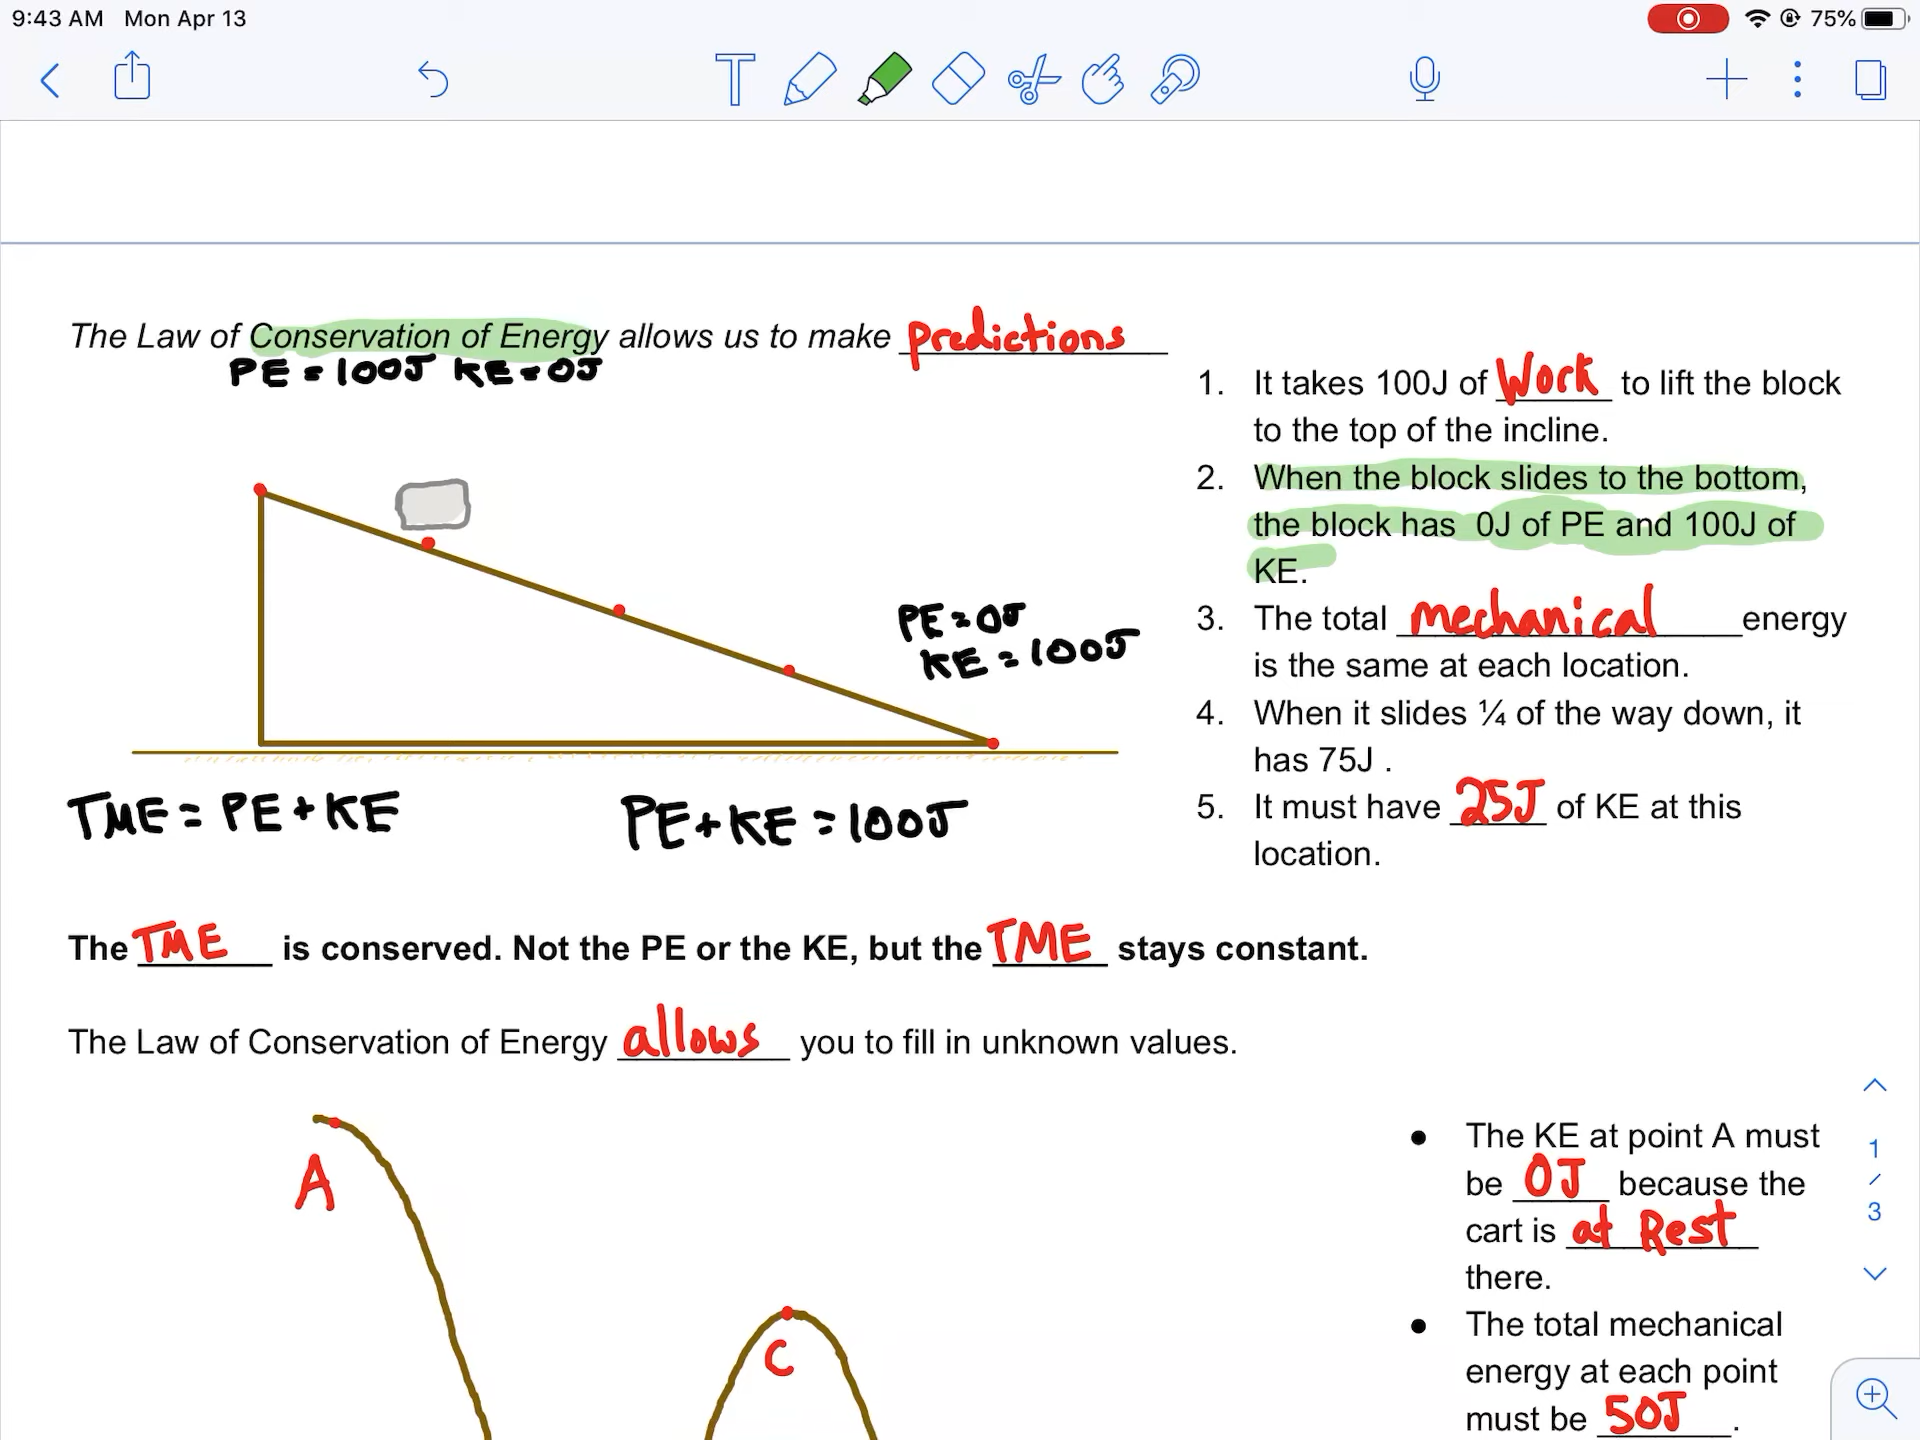 9:43 AM Mon Apr 13
75%
The Law of Conservation of Energy allows us to make predictions
PE = 100J KE = 0J
1. It takes 100J of Work to lift the block
to the top of the incline.
2. When the block slides to the bottom,
the block has 0J of PE and 100J of
KE.
PE = 0J
KE = 100J
3. The total mechanical energy
is the same at each location.
4. When it slides ¼ of the way down, it
has 75J .
5. It must have 25J of KE at this
location.
TME = PE + KE
PE + KE = 100J
The TME is conserved. Not the PE or the KE, but the TME stays constant.
The Law of Conservation of Energy allows you to fill in unknown values.
A
C
• The KE at point A must
be 0J because the
cart is at Rest
there.
• The total mechanical
energy at each point
must be 50J .
1
/
3